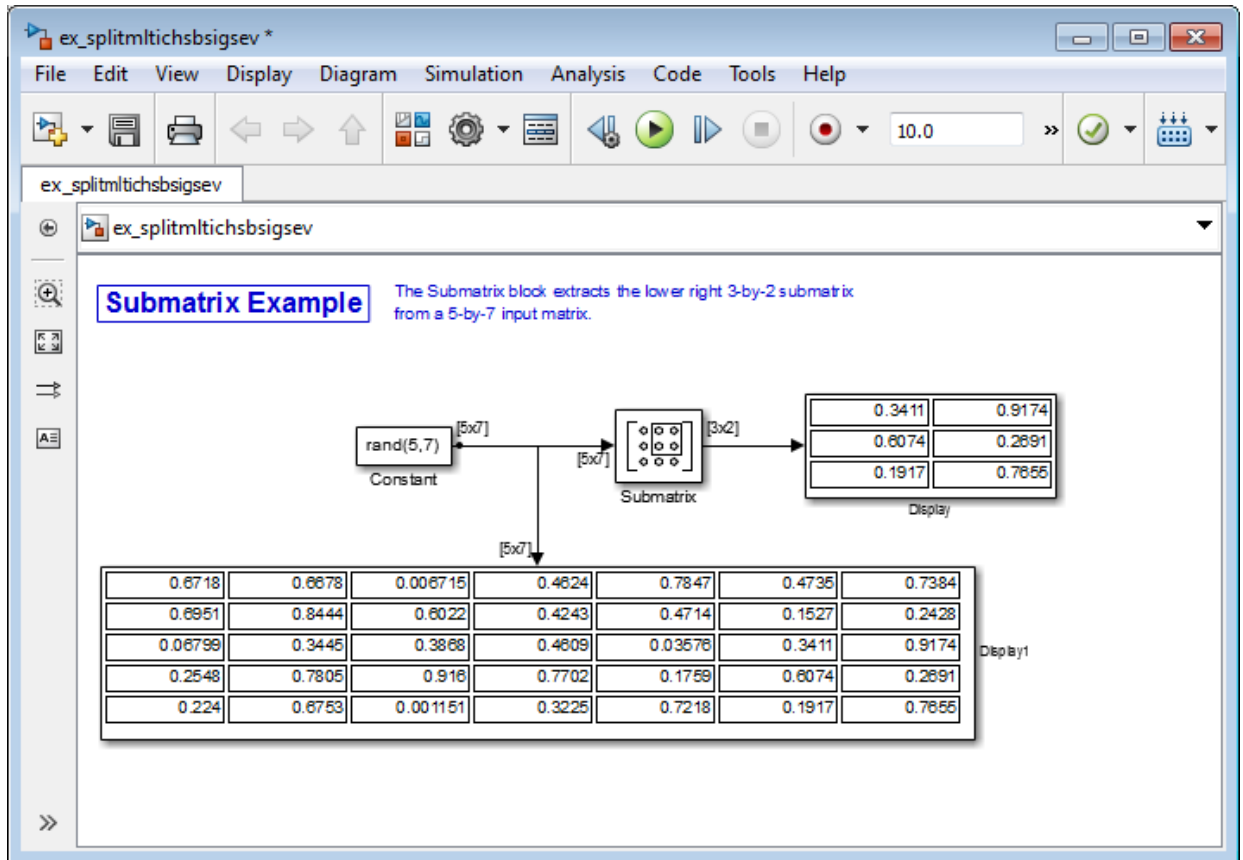 ex_splitmltichsbsigsev *
File Edit View Display Diagram Simulation Analysis Code Tools Help
10.0 »
ex_splitmltichsbsigsev
ex_splitmltichsbsigsev
Submatrix Example
The Submatrix block extracts the lower right 3-by-2 submatrix
from a 5-by-7 input matrix.
rand(5,7)
Constant
[5x7]
[5x7]
Submatrix
[3x2]
0.3411 0.9174
0.6074 0.2691
0.1917 0.7655
Display
[5x7]
0.6718 0.6678 0.006715 0.4624 0.7847 0.4735 0.7384
0.6951 0.8444 0.6022 0.4243 0.4714 0.1527 0.2428
0.06799 0.3445 0.3868 0.4609 0.03576 0.3411 0.9174
0.2548 0.7805 0.916 0.7702 0.1759 0.6074 0.2691
0.224 0.6753 0.001151 0.3225 0.7218 0.1917 0.7655
Display1
A
»